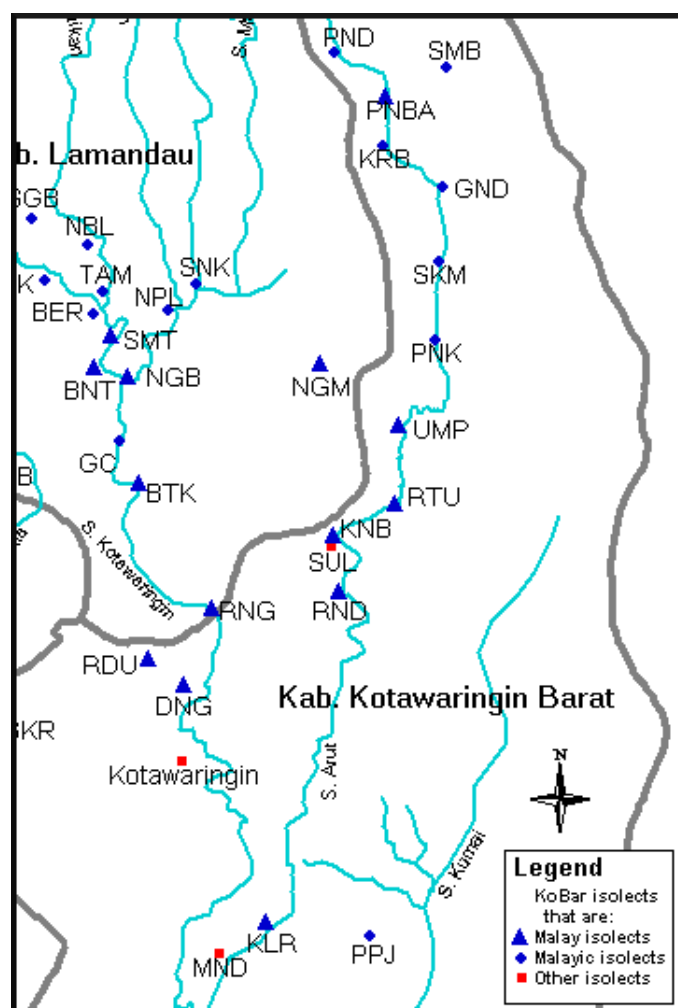 PND
SMB
PNBA
KRB
b. Lamandau
GND
GGB
NBL
SKM
SNK
TAM
K
NPL
BER
SMT
PNK
BNT
NGB
NGM
UMP
GC
B
BTK
RTU
KNB
S. Kotawaringin
SUL
RND
RNG
RDU
DNG
Kab. Kotawaringin Barat
KR
Kotawaringin
S. Arut
N
S. Kumai
KLR
MND
PPJ
Legend
KoBar isolects
that are:
Malay isolects
Malayic isolects
Other isolects